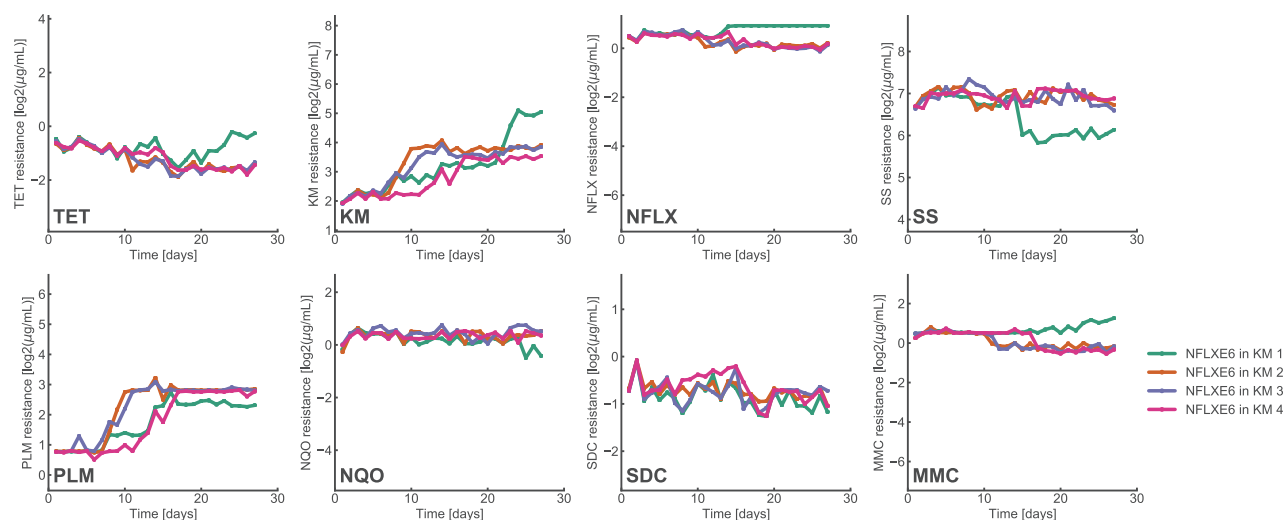 TET resistance [log2(μg/mL)]
4
2
0
−2
TET
0
10
20
30
Time [days]
KM resistance [log2(μg/mL)]
8
7
6
5
4
3
2
1
KM
0
10
20
30
Time [days]
NFLX resistance [log2(μg/mL)]
0
−2
−4
−6
NFLX
0
10
20
30
Time [days]
SS resistance [log2(μg/mL)]
8
7
6
5
4
SS
0
10
20
30
Time [days]
PLM resistance [log2(μg/mL)]
6
5
4
3
2
1
0
PLM
0
10
20
30
Time [days]
NQO resistance [log2(μg/mL)]
2
0
−2
−4
NQO
0
10
20
30
Time [days]
SDC resistance [log2(μg/mL)]
1
0
−1
−2
SDC
0
10
20
30
Time [days]
MMC resistance [log2(μg/mL)]
2
0
−2
−4
−6
MMC
0
10
20
30
Time [days]
NFLXE6 in KM 1
NFLXE6 in KM 2
NFLXE6 in KM 3
NFLXE6 in KM 4